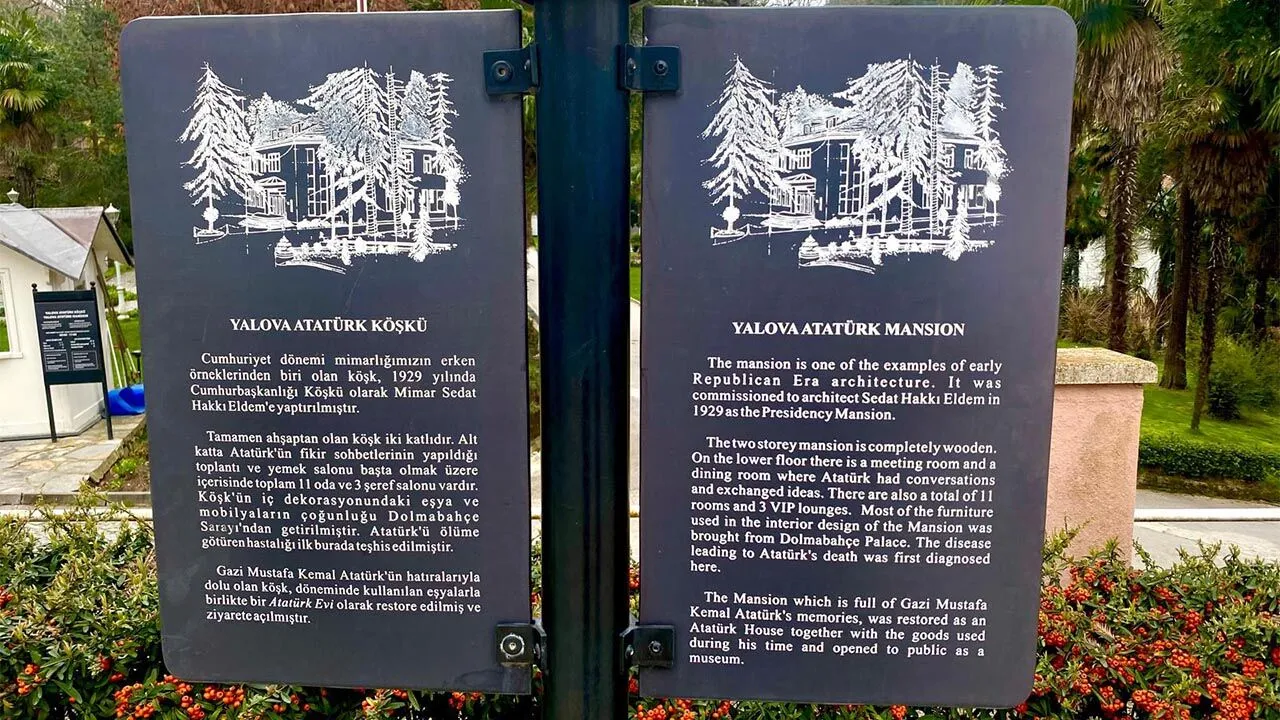 YALOVA ATATÜRK KÖŞKÜ
Cumhuriyet dönemi mimarlığımızın erken
örneklerinden biri olan köşk, 1929 yılında
Cumhurbaşkanlığı Köşkü olarak Mimar Sedat
Hakkı Eldem'e yaptırılmıştır.
Tamamen ahşaptan olan köşk iki katlıdır. Alt
katta Atatürk'ün fikir sohbetlerinin yapıldığı
toplantı ve yemek salonu başta olmak üzere
içerisinde toplam 11 oda ve 3 şeref salonu vardır.
Köşk'ün iç dekorasyonundaki eşya ve
mobilyaların çoğunluğu Dolmabahçe
Sarayı'ndan getirilmiştir. Atatürk'ü ölüme
götüren hastalığı ilk burada teşhis edilmiştir.
Gazi Mustafa Kemal Atatürk'ün hatıralarıyla
dolu olan köşk, döneminde kullanılan eşyalarla
birlikte bir Atatürk Evi olarak restore edilmiş ve
ziyarete açılmıştır.
YALOVA ATATÜRK MANSION
The mansion is one of the examples of early
Republican Era architecture. It was
commissioned to architect Sedat Hakkı Eldem in
1929 as the Presidency Mansion.
The two storey mansion is completely wooden.
On the lower floor there is a meeting room and a
dining room where Atatürk had conversations
and exchanged ideas. There are also a total of 11
rooms and 3 VIP lounges. Most of the furniture
used in the interior design of the Mansion was
brought from Dolmabahçe Palace. The disease
leading to Atatürk's death was first diagnosed
here.
The Mansion which is full of Gazi Mustafa
Kemal Atatürk's memories, was restored as an
Atatürk House together with the goods used
during his time and opened to public as a
museum.
YALOVA ATATÜRK KÖŞKÜ
YALOVA ATATÜRK MANSION